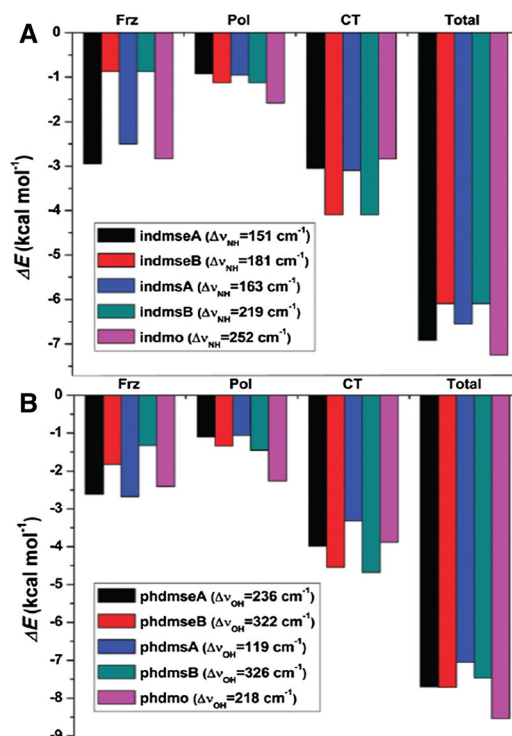 A
Frz Pol CT Total
0
-1
-2
-3
-4
-5
-6
-7
ΔE (kcal mol⁻¹)
indmseA (Δν_NH=151 cm⁻¹)
indmseB (Δν_NH=181 cm⁻¹)
indmsA (Δν_NH=163 cm⁻¹)
indmsB (Δν_NH=219 cm⁻¹)
indmo (Δν_NH=252 cm⁻¹)
B
Frz Pol CT Total
0
-1
-2
-3
-4
-5
-6
-7
-8
-9
ΔE (kcal mol⁻¹)
phdmseA (Δν_OH=236 cm⁻¹)
phdmseB (Δν_OH=322 cm⁻¹)
phdmsA (Δν_OH=119 cm⁻¹)
phdmsB (Δν_OH=326 cm⁻¹)
phdmo (Δν_OH=218 cm⁻¹)